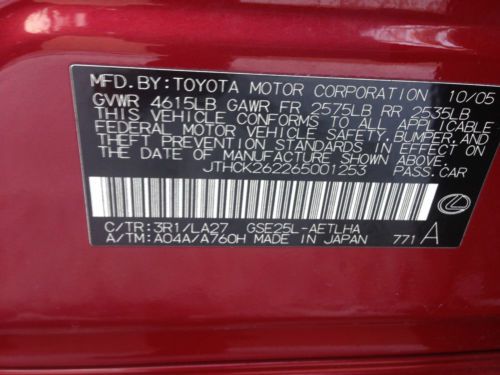 MFD. BY: TOYOTA MOTOR CORPORATION 10/05
GVWR 4615LB GAWR FR 2575LB RR 2535LB
THIS VEHICLE CONFORMS TO ALL APPLICABLE
FEDERAL MOTOR VEHICLE SAFETY, BUMPER, AND
THEFT PREVENTION STANDARDS IN EFFECT ON
THE DATE OF MANUFACTURE SHOWN ABOVE.
JTHCK262265001253 PASS. CAR
C/TR: 3R1/LA27 GSE25L-AETLHA
A/TM: A04A/A760H MADE IN JAPAN 771 A